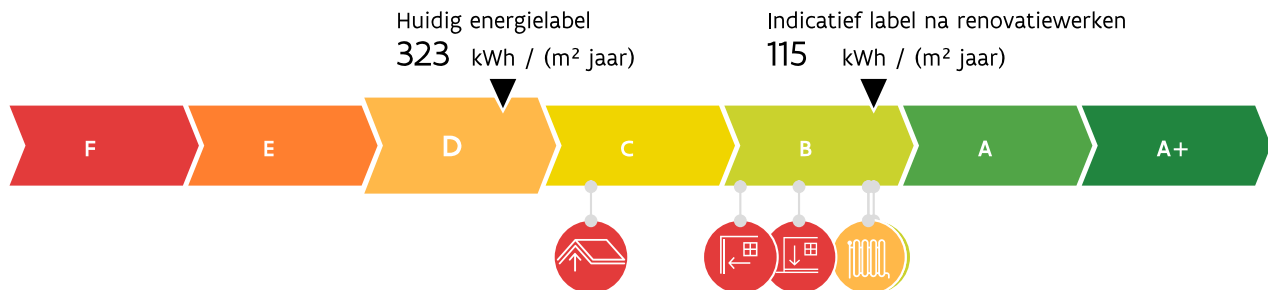 Huidig energielabel
323 kWh / (m² jaar)
Indicatief label na renovatiewerken
115 kWh / (m² jaar)
F
E
D
C
B
A
A+